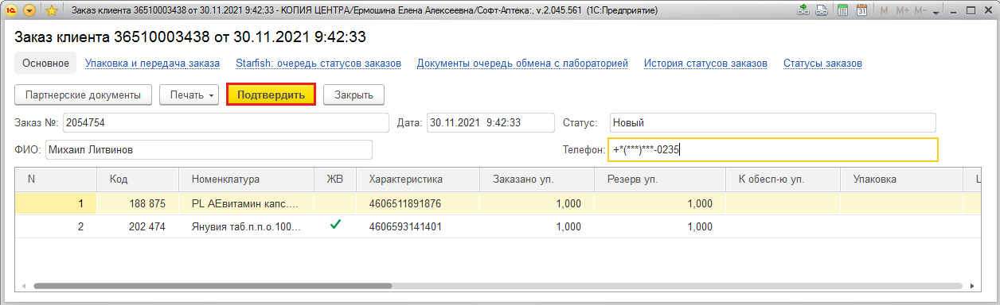 Заказ клиента 36510003438 от 30.11.2021 9:42:33 - КОПИЯ ЦЕНТРА/Ермошина Елена Алексеевна/Софт-Аптека:, v.2.045.561 (1С:Предприятие) M M+ M-
Заказ клиента 36510003438 от 30.11.2021 9:42:33
Основное Упаковка и передача заказа Starfish: очередь статусов заказов Документы очередь обмена с лабораторией История статусов заказов Статусы заказов
Партнерские документы Печать Подтвердить Закрыть
Заказ №: 2054754 Дата: 30.11.2021 9:42:33 Статус: Новый
ФИО: Михаил Литвинов Телефон: +*(***)***-0235
N Код Номенклатура ЖВ Характеристика Заказано уп. Резерв уп. К обесп-ю уп. Упаковка
1 188 875 PL АЕвитамин капс.... 4606511891876 1,000 1,000
2 202 474 Янувия таб.п.п.о.100... 4606593141401 1,000 1,000